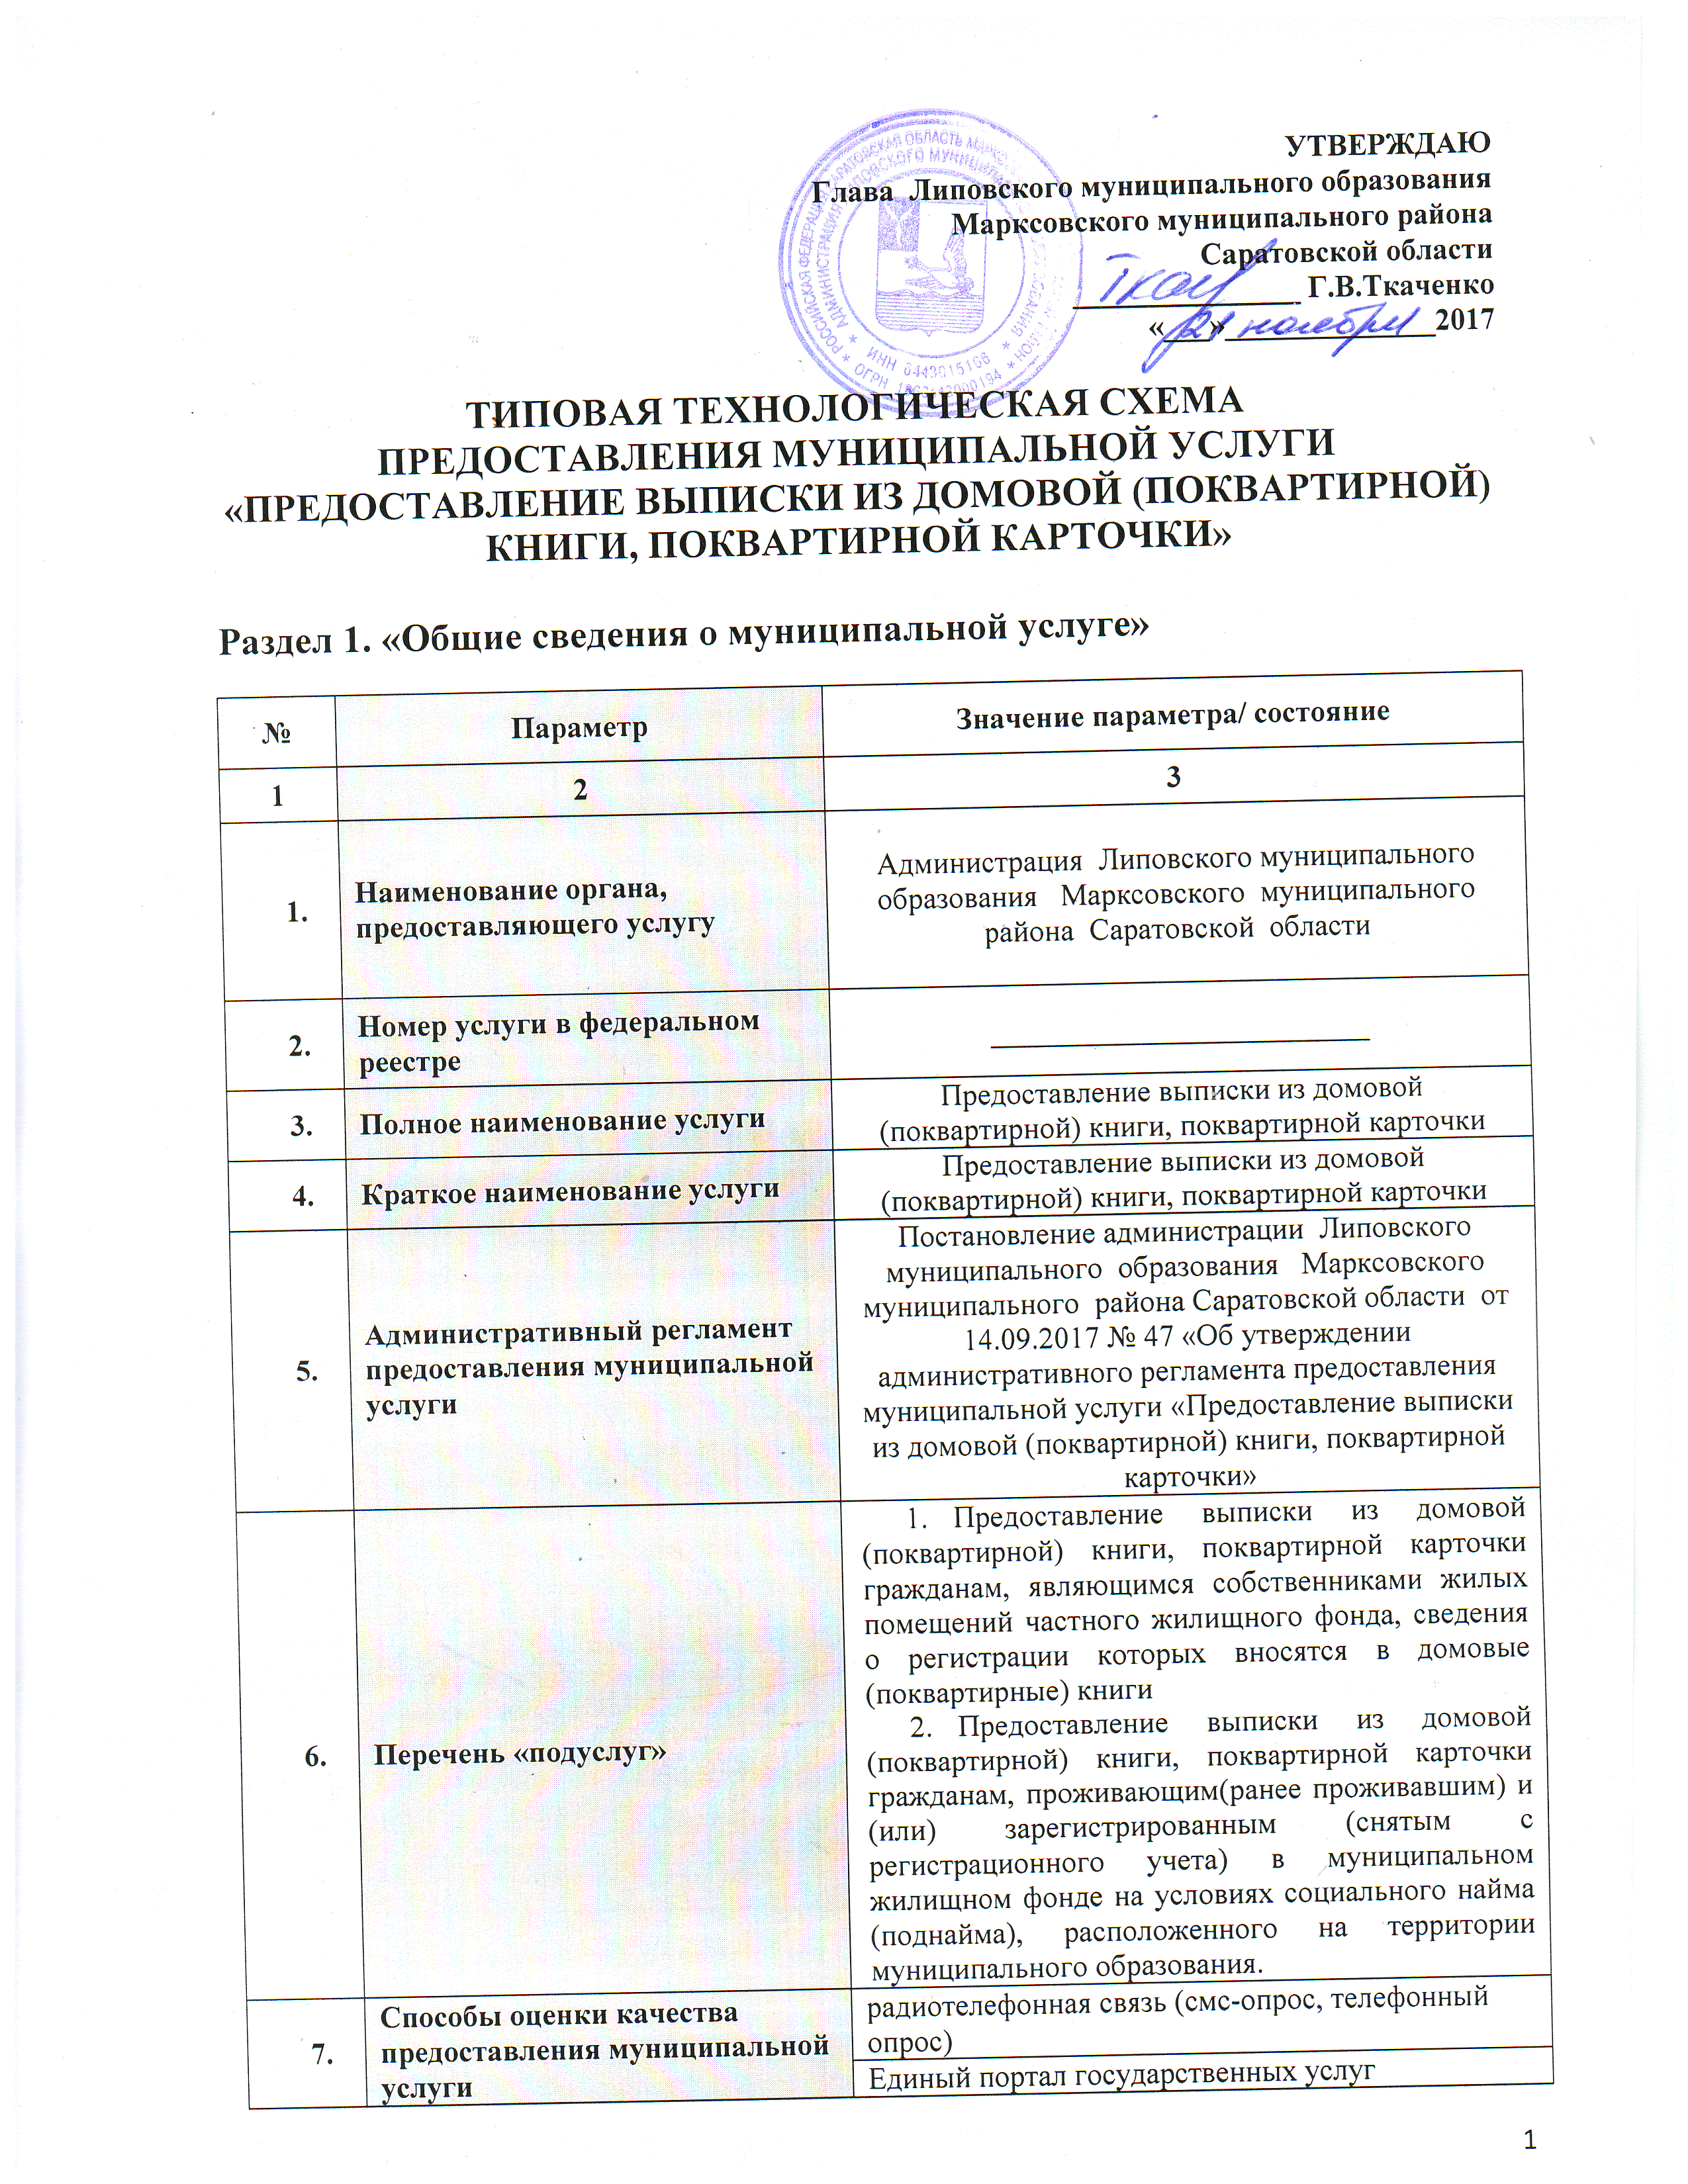 УТВЕРЖДАЮ
Глава Липовского муниципального образования
Марксовского муниципального района
Саратовской области
Ткач Г.В.Ткаченко
«21» ноября 2017
АДМИНИСТРАЦИЯ
ИНН 6443015166
ОГРН
ТИПОВАЯ ТЕХНОЛОГИЧЕСКАЯ СХЕМА
ПРЕДОСТАВЛЕНИЯ МУНИЦИПАЛЬНОЙ УСЛУГИ
«ПРЕДОСТАВЛЕНИЕ ВЫПИСКИ ИЗ ДОМОВОЙ (ПОКВАРТИРНОЙ)
КНИГИ, ПОКВАРТИРНОЙ КАРТОЧКИ»
Раздел 1. «Общие сведения о муниципальной услуге»
№ Параметр Значение параметра/ состояние
1 2 3
1.
Наименование органа,
предоставляющего услугу
Администрация Липовского муниципального
образования Марксовского муниципального
района Саратовской области
2.
Номер услуги в федеральном
реестре
3.
Полное наименование услуги
Предоставление выписки из домовой
(поквартирной) книги, поквартирной карточки
4.
Краткое наименование услуги
Предоставление выписки из домовой
(поквартирной) книги, поквартирной карточки
5.
Административный регламент
предоставления муниципальной
услуги
Постановление администрации Липовского
муниципального образования Марксовского
муниципального района Саратовской области от
14.09.2017 № 47 «Об утверждении
административного регламента предоставления
муниципальной услуги «Предоставление выписки
из домовой (поквартирной) книги, поквартирной
карточки»
6.
Перечень «подуслуг»
1. Предоставление выписки из домовой
(поквартирной) книги, поквартирной карточки
гражданам, являющимся собственниками жилых
помещений частного жилищного фонда, сведения
о регистрации которых вносятся в домовые
(поквартирные) книги
2. Предоставление выписки из домовой
(поквартирной) книги, поквартирной карточки
гражданам, проживающим(ранее проживавшим) и
(или) зарегистрированным (снятым с
регистрационного учета) в муниципальном
жилищном фонде на условиях социального найма
(поднайма), расположенного на территории
муниципального образования.
7.
Способы оценки качества
предоставления муниципальной
услуги
радиотелефонная связь (смс-опрос, телефонный
опрос)
Единый портал государственных услуг
1